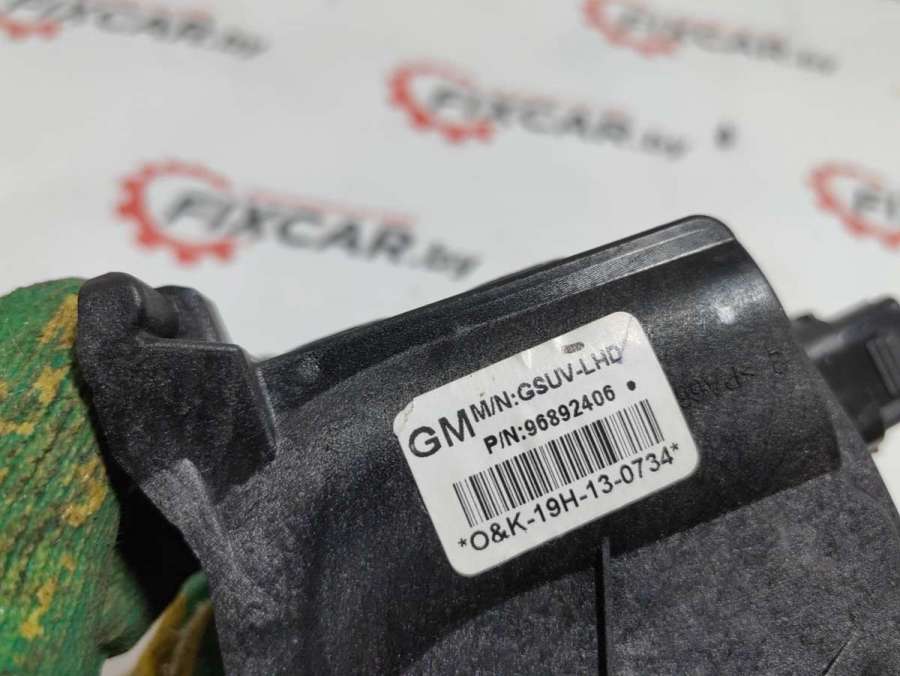 FIXCAR.by
FIXCAR.by
FIXCAR.by
GM M/N:GSUV-LHD
P/N:96892406
*O&K-19H-13-0734*